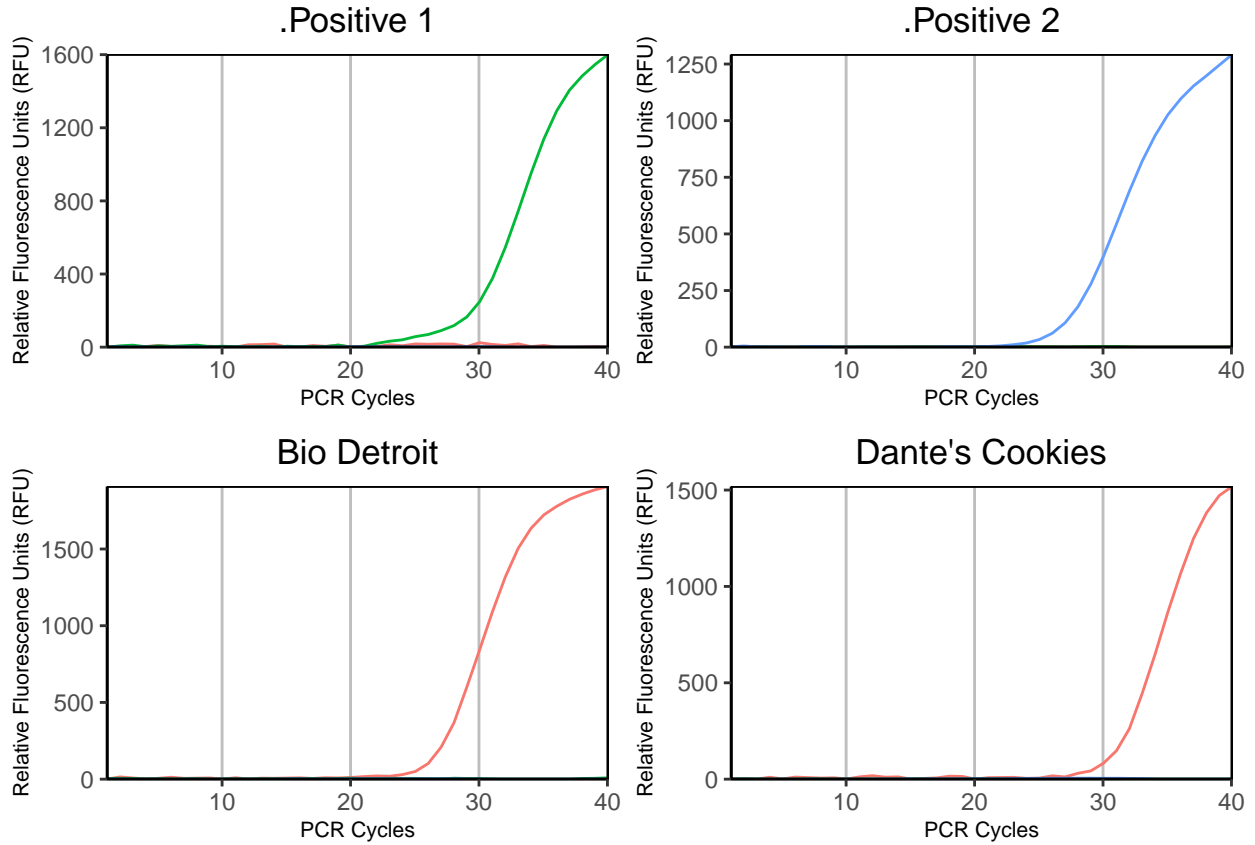 .Positive 1
Relative Fluorescence Units (RFU)
1600
1200
800
400
0
10 20 30 40
PCR Cycles
.Positive 2
Relative Fluorescence Units (RFU)
1250
1000
750
500
250
0
10 20 30 40
PCR Cycles
Bio Detroit
Relative Fluorescence Units (RFU)
1500
1000
500
0
10 20 30 40
PCR Cycles
Dante's Cookies
Relative Fluorescence Units (RFU)
1500
1000
500
0
10 20 30 40
PCR Cycles